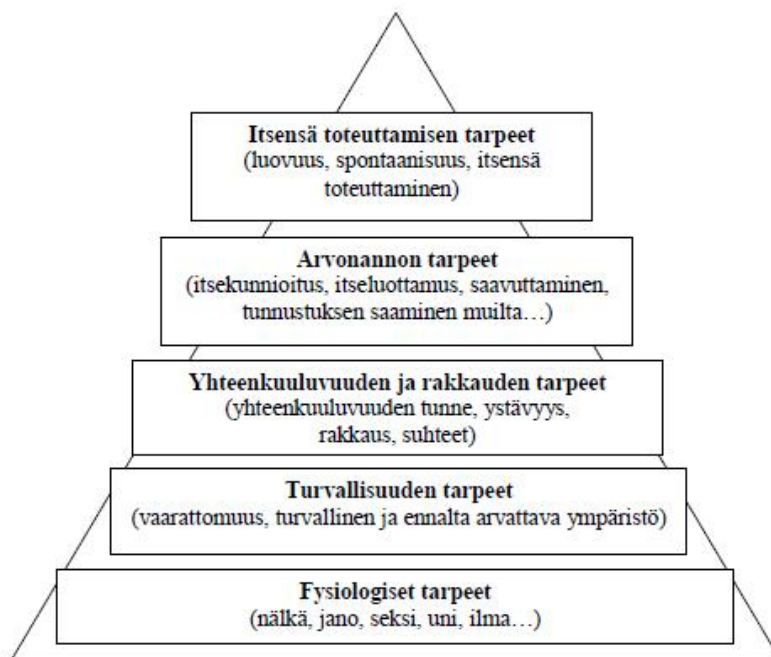 Itsensä toteuttamisen tarpeet
(luovuus, spontaanisuus, itsensä
toteuttaminen)
Arvonannon tarpeet
(itsekunnioitus, itseluottamus, saavuttaminen,
tunnustuksen saaminen muilta…)
Yhteenkuuluvuuden ja rakkauden tarpeet
(yhteenkuuluvuuden tunne, ystävyys,
rakkaus, suhteet)
Turvallisuuden tarpeet
(vaarattomuus, turvallinen ja ennalta arvattava ympäristö)
Fysiologiset tarpeet
(nälkä, jano, seksi, uni, ilma…)